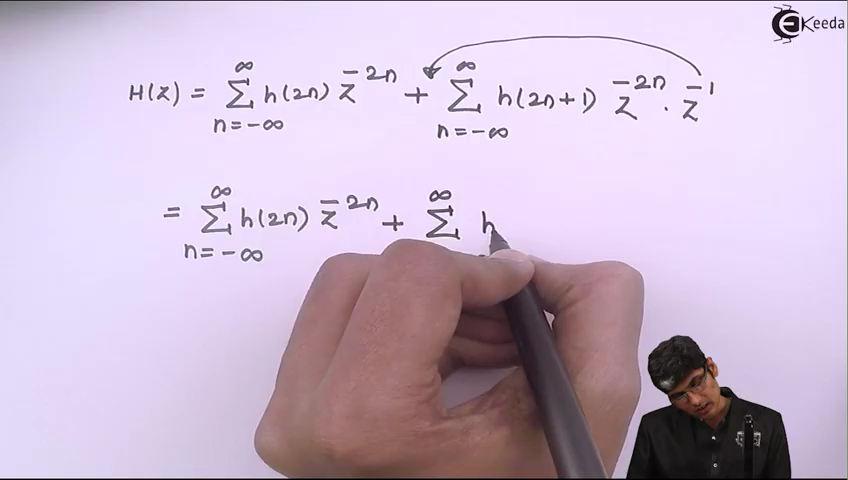 Ekeeda
H(z) = ∑_{n=-∞}^{∞} h(2n) z^{-2n} + ∑_{n=-∞}^{∞} h(2n+1) z^{-2n} · z^{-1}
= ∑_{n=-∞}^{∞} h(2n) z^{-2n} + ∑^{∞} h